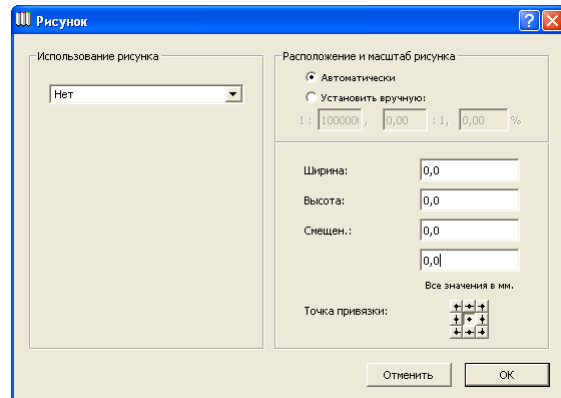 Рисунок
Использование рисунка
Нет
Расположение и масштаб рисунка
Автоматически
Установить вручную:
1 : 100000 , 0,00 : 1, 0,00 %
Ширина: 0,0
Высота: 0,0
Смещен.: 0,0
0,0
Все значения в мм.
Точка привязки:
Отменить OK